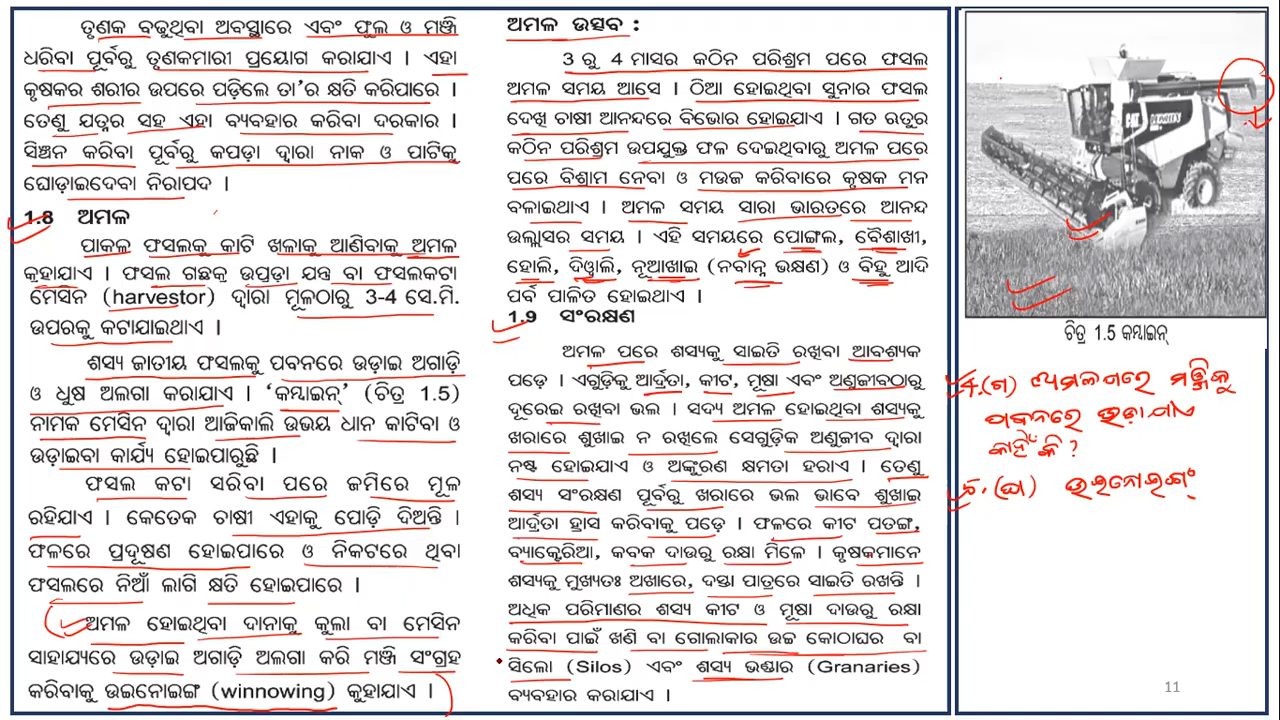 ତୃଣକ ବଢୁଥିବା ଅବସ୍ଥାରେ ଏବଂ ଫୁଲ ଓ ମଞ୍ଜି
ଧରିବା ପୂର୍ବରୁ ତୃଣକମାରୀ ପ୍ରୟୋଗ କରାଯାଏ । ଏହା
କୃଷକର ଶରୀର ଉପରେ ପଡ଼ିଲେ ତା'ର କ୍ଷତି କରିପାରେ ।
ତେଣୁ ଯତ୍ନର ସହ ଏହା ବ୍ୟବହାର କରିବା ଦରକାର ।
ସିଞ୍ଚନ କରିବା ପୂର୍ବରୁ କପଡ଼ା ଦ୍ୱାରା ନାକ ଓ ପାଟିକୁ
ଘୋଡ଼ାଇଦେବା ନିରାପଦ ।
1.8 ଅମଳ
ପାକଲ ଫସଲକୁ କାଟି ଖଳାକୁ ଆଣିବାକୁ ଅମଳ
କୁହାଯାଏ । ଫସଲ ଗଛକୁ ଉପ୍ରଡ଼ା ଯନ୍ତ୍ର ବା ଫସଲକଟା
ମେସିନ (harvestor) ଦ୍ୱାରା ମୂଳଠାରୁ 3-4 ସେ.ମି.
ଉପରକୁ କଟାଯାଇଥାଏ ।
ଶସ୍ୟ ଜାତୀୟ ଫସଲକୁ ପବନରେ ଉଡ଼ାଇ ଅଗାଡ଼ି
ଓ ଧୁଷ ଅଲଗା କରାଯାଏ । 'କମ୍ବାଇନ୍' (ଚିତ୍ର 1.5)
ନାମକ ମେସିନ ଦ୍ୱାରା ଆଜିକାଲି ଉଭୟ ଧାନ କାଟିବା ଓ
ଉଡ଼ାଇବା କାର୍ଯ୍ୟ ହୋଇପାରୁଛି ।
ଫସଲ କଟା ସରିବା ପରେ ଜମିରେ ମୂଳ
ରହିଯାଏ । କେତେକ ଚାଷୀ ଏହାକୁ ପୋଡ଼ି ଦିଅନ୍ତି ।
ଫଳରେ ପ୍ରଦୂଷଣ ହୋଇପାରେ ଓ ନିକଟରେ ଥିବା
ଫସଲରେ ନିଆଁ ଲାଗି କ୍ଷତି ହୋଇପାରେ ।
ଅମଳ ହୋଇଥିବା ଦାନାକୁ କୁଲା ବା ମେସିନ
ସାହାଯ୍ୟରେ ଉଡ଼ାଇ ଅଗାଡ଼ି ଅଲଗା କରି ମଞ୍ଜି ସଂଗ୍ରହ
କରିବାକୁ ଉଇନୋଇଙ୍ଗ (winnowing) କୁହାଯାଏ ।
ଅମଳ ଉତ୍ସବ :
3 ରୁ 4 ମାସର କଠିନ ପରିଶ୍ରମ ପରେ ଫସଲ
ଅମଳ ସମୟ ଆସେ । ଠିଆ ହୋଇଥିବା ସୁନାର ଫସଲ
ଦେଖି ଚାଷୀ ଆନନ୍ଦରେ ବିଭୋର ହୋଇଯାଏ । ଗତ ଋତୁର
କଠିନ ପରିଶ୍ରମ ଉପଯୁକ୍ତ ଫଳ ଦେଇଥିବାରୁ ଅମଳ ପରେ
ପରେ ବିଶ୍ରାମ ନେବା ଓ ମଉଜ କରିବାରେ କୃଷକ ମନ
ବଳାଇଥାଏ । ଅମଳ ସମୟ ସାରା ଭାରତରେ ଆନନ୍ଦ
ଉଲ୍ଲାସର ସମୟ । ଏହି ସମୟରେ ପୋଙ୍ଗଲ, ବୈଶାଖୀ,
ହୋଲି, ଦିୱାଲି, ନୂଆଖାଇ (ନବାନ୍ନ ଭକ୍ଷଣ) ଓ ବିହୁ ଆଦି
ପର୍ବ ପାଳିତ ହୋଇଥାଏ ।
1.9 ସଂରକ୍ଷଣ
ଅମଳ ପରେ ଶସ୍ୟକୁ ସାଇତି ରଖିବା ଆବଶ୍ୟକ
ପଡ଼େ । ଏଗୁଡ଼ିକୁ ଆର୍ଦ୍ରତା, କୀଟ, ମୂଷା ଏବଂ ଅଣୁଜୀବଠାରୁ
ଦୂରେଇ ରଖିବା ଭଲ । ସଦ୍ୟ ଅମଳ ହୋଇଥିବା ଶସ୍ୟକୁ
ଖରାରେ ଶୁଖାଇ ନ ରଖିଲେ ସେଗୁଡ଼ିକ ଅଣୁଜୀବ ଦ୍ୱାରା
ନଷ୍ଟ ହୋଇଯାଏ ଓ ଅଙ୍କୁରଣ କ୍ଷମତା ହରାଏ । ତେଣୁ
ଶସ୍ୟ ସଂରକ୍ଷଣ ପୂର୍ବରୁ ଖରାରେ ଭଲ ଭାବେ ଶୁଖାଇ
ଆର୍ଦ୍ରତା ହ୍ରାସ କରିବାକୁ ପଡ଼େ । ଫଳରେ କୀଟ ପତଙ୍ଗ,
ବ୍ୟାକ୍ଟେରିଆ, କବକ ଦାଉରୁ ରକ୍ଷା ମିଳେ । କୃଷକମାନେ
ଶସ୍ୟକୁ ମୁଖ୍ୟତଃ ଅଖାରେ, ଦସ୍ତା ପାତ୍ରରେ ସାଇତି ରଖନ୍ତି ।
ଅଧିକ ପରିମାଣର ଶସ୍ୟ କୀଟ ଓ ମୂଷା ଦାଉରୁ ରକ୍ଷା
କରିବା ପାଇଁ ଖଣି ବା ଗୋଲାକାର ଉଚ୍ଚ କୋଠାଘର ବା
ସିଲୋ (Silos) ଏବଂ ଶସ୍ୟ ଭଣ୍ଡାର (Granaries)
ବ୍ୟବହାର କରାଯାଏ ।
CAT
ଚିତ୍ର 1.5 କମ୍ବାଇନ୍
4.(ଗ) ଅମଳ ପରେ ମଞ୍ଜିକୁ
ପବନରେ ଉଡ଼ାଯାଏ
କାହିଁକି ?
(ଘ) ଉଇନୋଇଙ୍ଗ୍
11